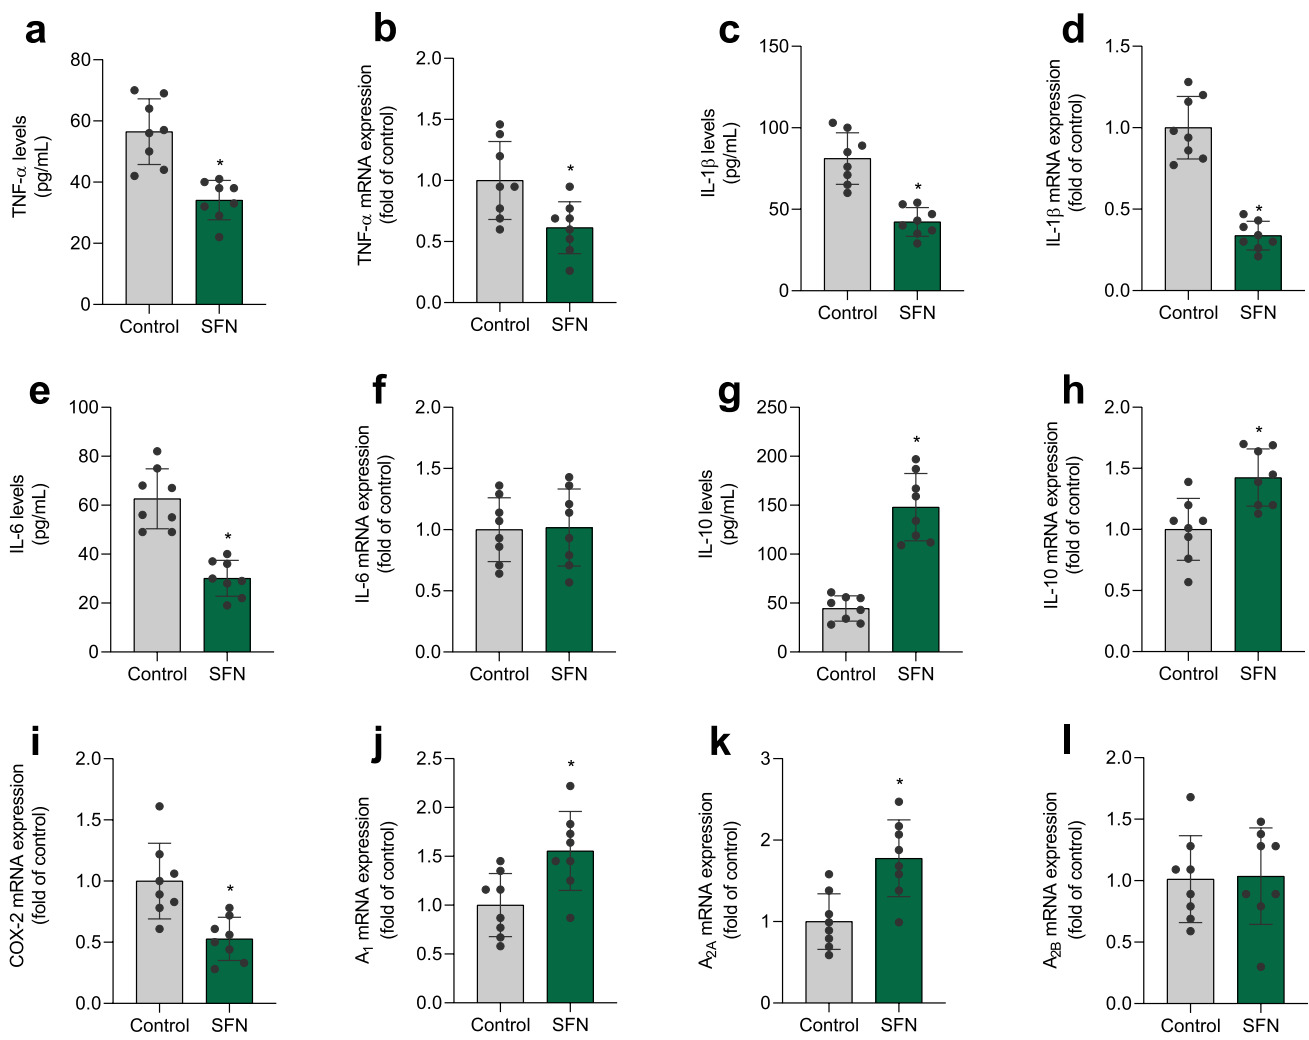 a
TNF-α levels
(pg/mL)
80
60
40
20
0
*
Control SFN
b
TNF-α mRNA expression
(fold of control)
2.0
1.5
1.0
0.5
0.0
*
Control SFN
c
IL-1β levels
(pg/mL)
150
100
50
0
*
Control SFN
d
IL-1β mRNA expression
(fold of control)
1.5
1.0
0.5
0.0
*
Control SFN
e
IL-6 levels
(pg/mL)
100
80
60
40
20
0
*
Control SFN
f
IL-6 mRNA expression
(fold of control)
2.0
1.5
1.0
0.5
0.0
Control SFN
g
IL-10 levels
(pg/mL)
250
200
150
100
50
0
*
Control SFN
h
IL-10 mRNA expression
(fold of control)
2.0
1.5
1.0
0.5
0.0
*
Control SFN
i
COX-2 mRNA expression
(fold of control)
2.0
1.5
1.0
0.5
0.0
*
Control SFN
j
A1 mRNA expression
(fold of control)
2.5
2.0
1.5
1.0
0.5
0.0
*
Control SFN
k
A2A mRNA expression
(fold of control)
3
2
1
0
*
Control SFN
l
A2B mRNA expression
(fold of control)
2.0
1.5
1.0
0.5
0.0
Control SFN